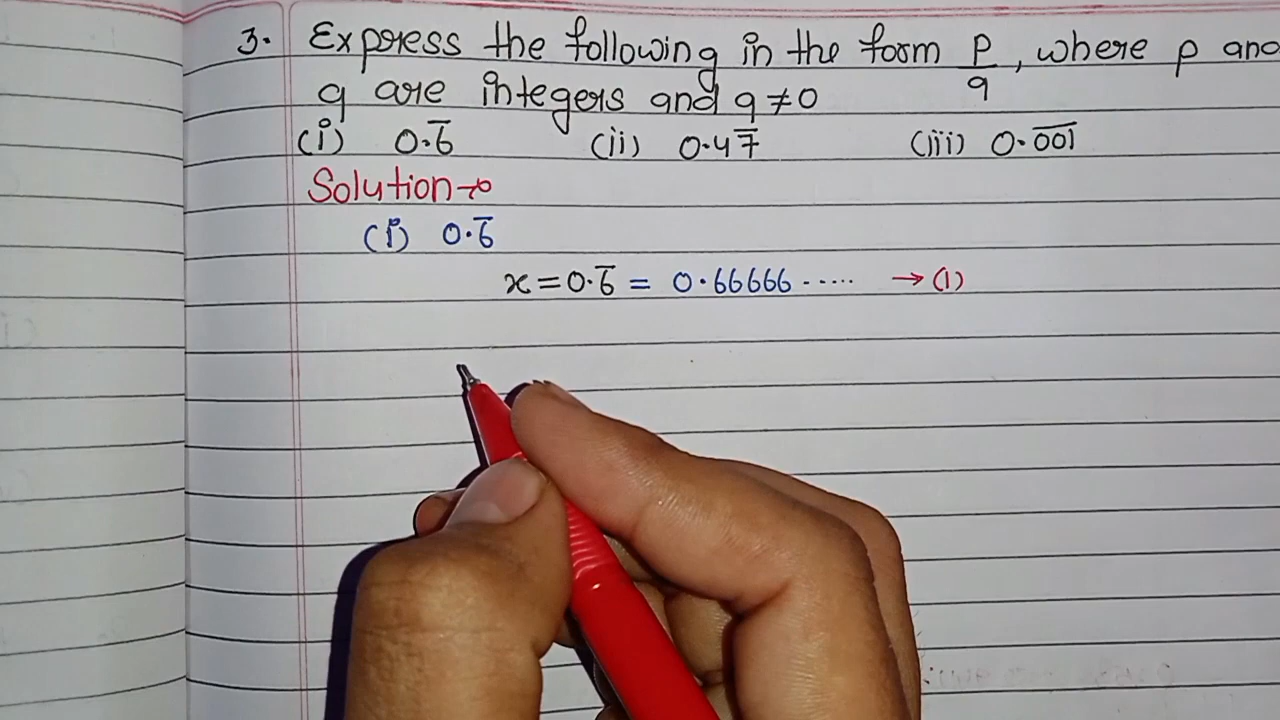 3. Express the following in the form p/q, where p and
q are integers and q ≠ 0
(i) 0.6̅ (ii) 0.47̅ (iii) 0.0̅0̅1̅
Solution →
(i) 0.6̅
x = 0.6̅ = 0.66666 ..... → (1)